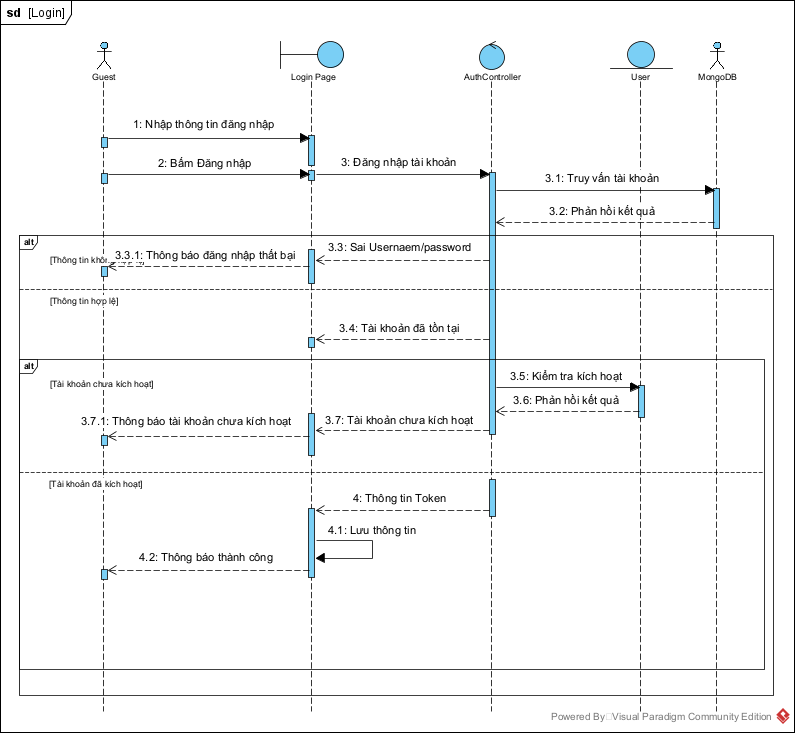 sd [Login]
Guest
Login Page
AuthController
User
MongoDB
1: Nhập thông tin đăng nhập
2: Bấm Đăng nhập
3: Đăng nhập tài khoản
3.1: Truy vấn tài khoản
3.2: Phản hồi kết quả
alt
3.3: Sai Usernaem/password
[Thông tin
3.3.1: Thông báo đăng nhập thất bại
[Thông tin hợp lệ]
3.4: Tài khoản đã tồn tại
alt
[Tài khoản chưa kích hoạt]
3.5: Kiểm tra kích hoạt
3.6: Phản hồi kết quả
3.7: Tài khoản chưa kích hoạt
3.7.1: Thông báo tài khoản chưa kích hoạt
[Tài khoản đã kích hoạt]
4: Thông tin Token
4.1: Lưu thông tin
4.2: Thông báo thành công
Powered By Visual Paradigm Community Edition